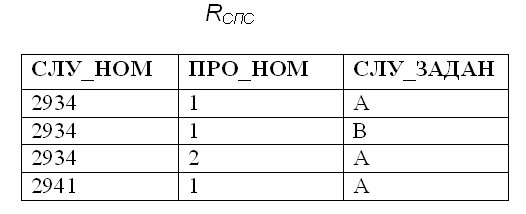 RСПС
СЛУ_НОМ ПРО_НОМ СЛУ_ЗАДАН
2934 1 А
2934 1 В
2934 2 А
2941 1 А